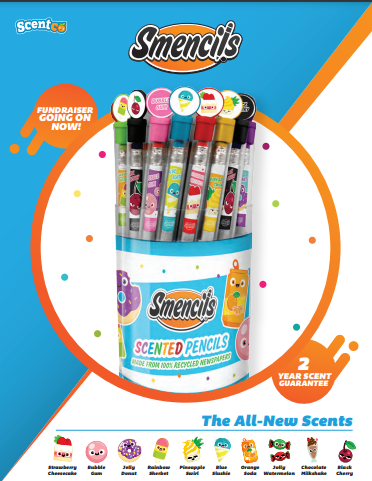 ScentCo
Smencils
FUNDRAISER
GOING ON
NOW!
BUBBLE
GUM
Smencils
SCENTED PENCILS
MADE FROM 100% RECYCLED NEWSPAPERS
2
YEAR SCENT
GUARANTEE
The All-New Scents
Strawberry
Cheesecake
Bubble
Gum
Jelly
Donut
Rainbow
Sherbet
Pineapple
Swirl
Blue
Slushie
Orange
Soda
Jolly
Watermelon
Chocolate
Milkshake
Black
Cherry